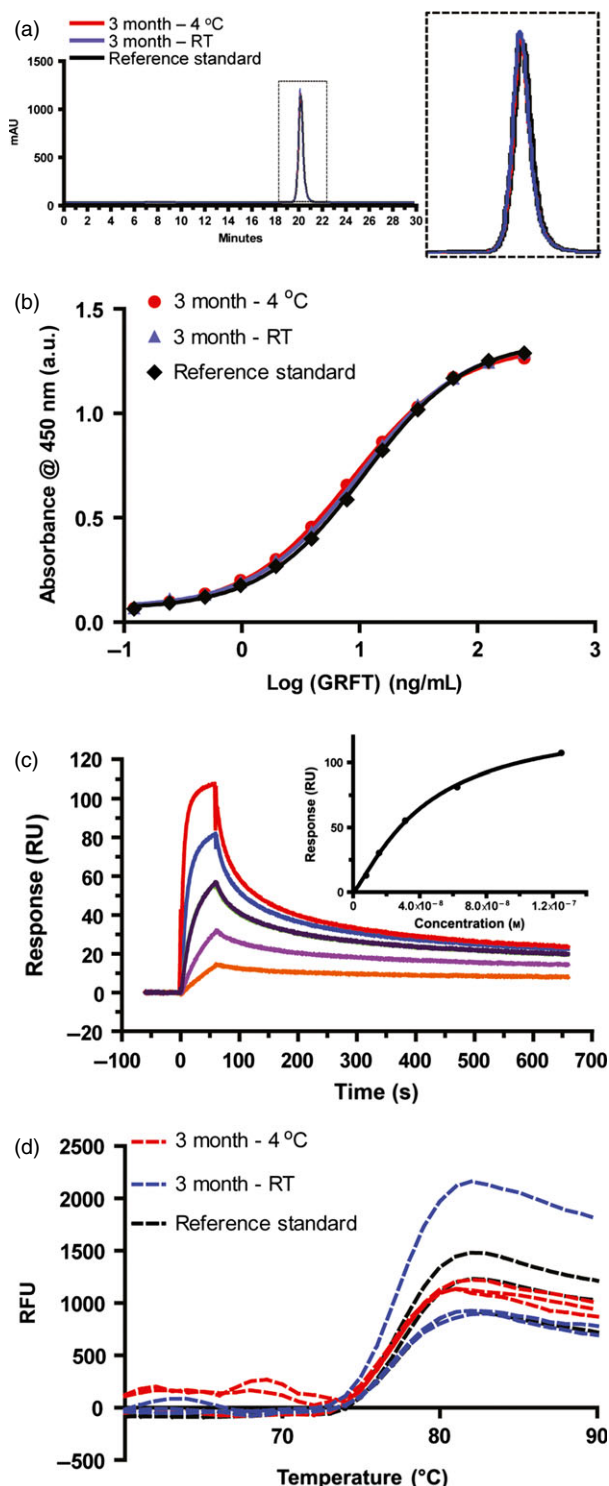 (a)
3 month – 4 °C
3 month – RT
Reference standard
1500
1000
500
0
mAU
0 2 4 6 8 10 12 14 16 18 20 22 24 26 28 30
Minutes
(b)
3 month - 4 °C
3 month - RT
Reference standard
1.5
1.0
0.5
0.0
Absorbance @ 450 nm (a.u.)
–1 0 1 2 3
Log (GRFT) (ng/mL)
(c)
120
100
80
60
40
20
0
–20
Response (RU)
–100 0 100 200 300 400 500 600 700
Time (s)
100
50
0
Response (RU)
4.0×10⁻⁸ 8.0×10⁻⁸ 1.2×10⁻⁷
Concentration (M)
(d)
3 month - 4 °C
3 month - RT
Reference standard
2500
2000
1500
1000
500
0
–500
RFU
70 80 90
Temperature (°C)